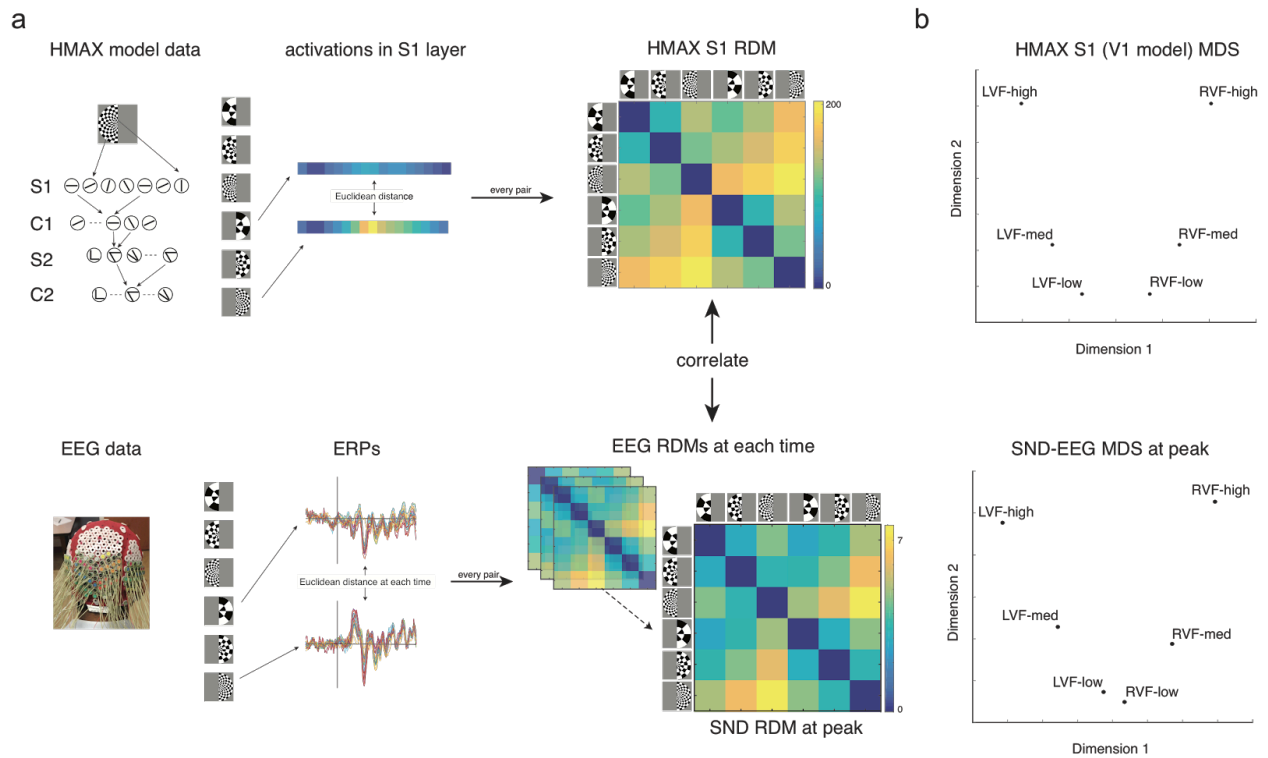 a
HMAX model data
activations in S1 layer
HMAX S1 RDM
S1
C1
S2
C2
Euclidean distance
every pair
200
0
correlate
EEG data
ERPs
EEG RDMs at each time
Euclidean distance at each time
every pair
7
0
SND RDM at peak
b
HMAX S1 (V1 model) MDS
LVF-high
RVF-high
LVF-med
RVF-med
LVF-low
RVF-low
Dimension 2
Dimension 1
SND-EEG MDS at peak
RVF-high
LVF-high
LVF-med
RVF-med
LVF-low
RVF-low
Dimension 2
Dimension 1